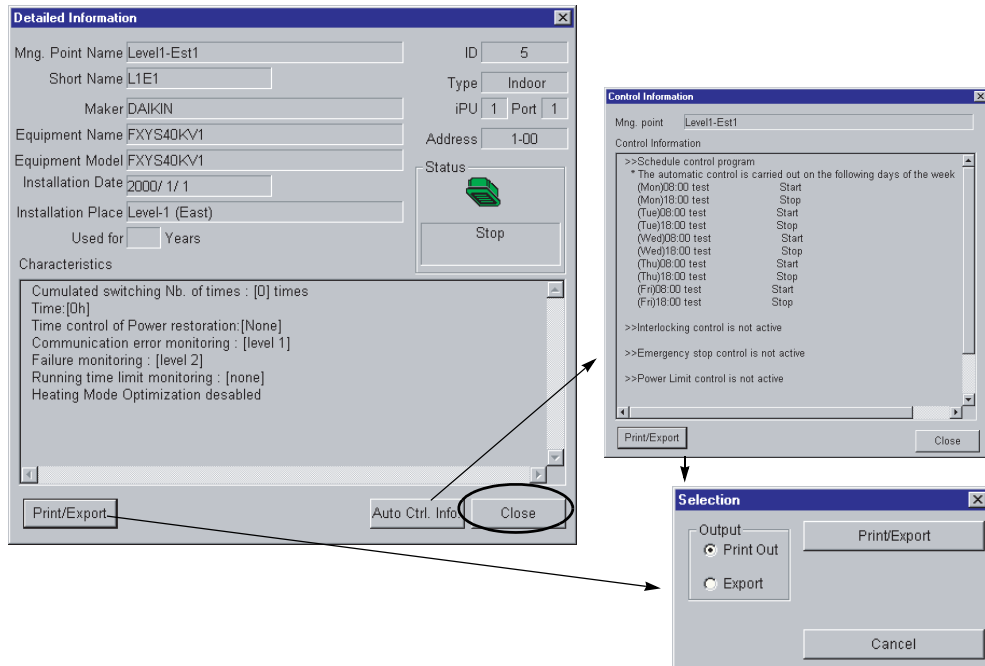 Detailed Information
Mng. Point Name Level1-Est1
ID 5
Short Name L1E1
Type Indoor
Maker DAIKIN
iPU 1 Port 1
Equipment Name FXYS40KV1
Address 1-00
Equipment Model FXYS40KV1
Installation Date 2000/ 1/ 1
Installation Place Level-1 (East)
Used for Years
Status
Stop
Characteristics
Cumulated switching Nb. of times : [0] times
Time:[0h]
Time control of Power restoration:[None]
Communication error monitoring : [level 1]
Failure monitoring : [level 2]
Running time limit monitoring : [none]
Heating Mode Optimization desabled
Print/Export
Auto Ctrl. Info.
Close
Control Information
Mng. point Level1-Est1
Control Information
>>Schedule control program
* The automatic control is carried out on the following days of the week
(Mon)08:00 test Start
(Mon)18:00 test Stop
(Tue)08:00 test Start
(Tue)18:00 test Stop
(Wed)08:00 test Start
(Wed)18:00 test Stop
(Thu)08:00 test Start
(Thu)18:00 test Stop
(Fri)08:00 test Start
(Fri)18:00 test Stop
>>Interlocking control is not active
>>Emergency stop control is not active
>>Power Limit control is not active
Print/Export
Close
Selection
Output
Print Out
Export
Print/Export
Cancel